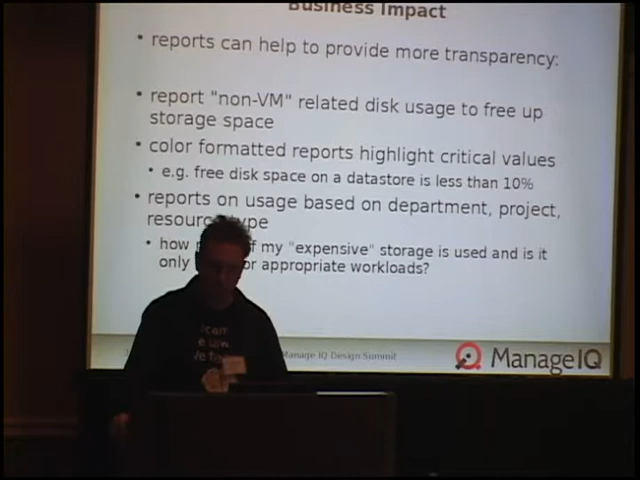 Business Impact
• reports can help to provide more transparency:
• report "non-VM" related disk usage to free up
storage space
• color formatted reports highlight critical values
• e.g. free disk space on a datastore is less than 10%
• reports on usage based on department, project,
resource type
• how of my "expensive" storage is used and is it
only or appropriate workloads?
Manage IQ Design Summit
ManageIQ